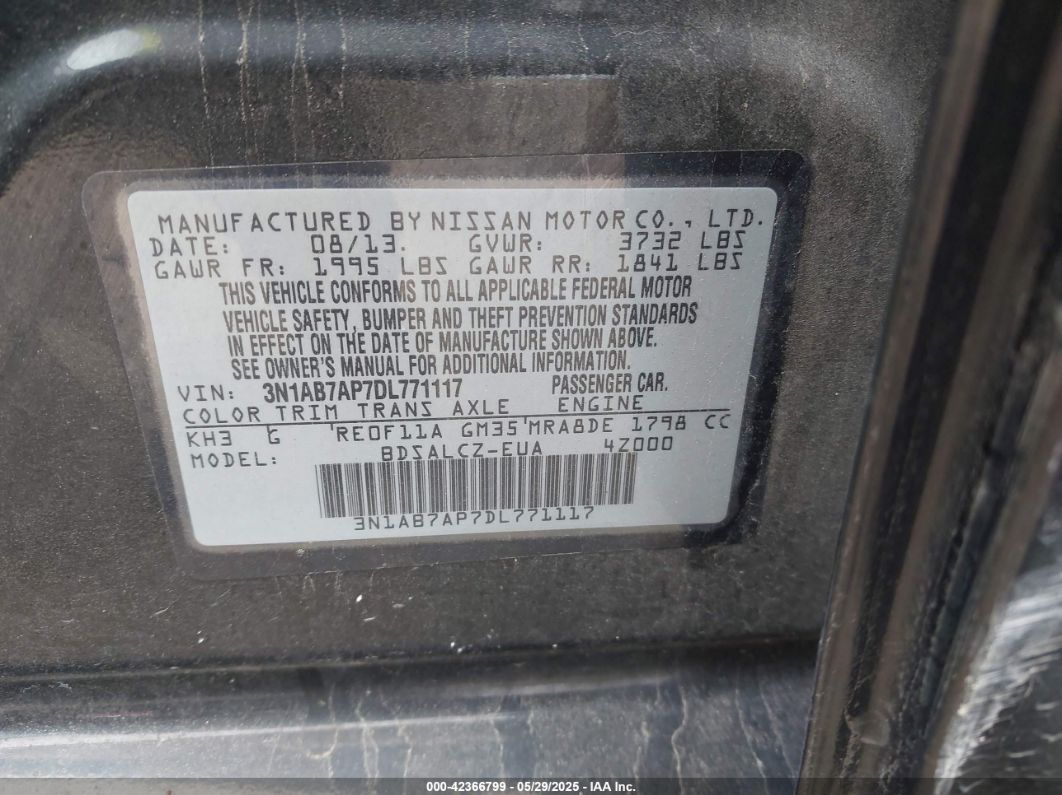 MANUFACTURED BY NISSAN MOTOR CO., LTD.
DATE: 08/13. GVWR: 3732 LBS
GAWR FR: 1995 LBS GAWR RR: 1841 LBS
THIS VEHICLE CONFORMS TO ALL APPLICABLE FEDERAL MOTOR
VEHICLE SAFETY, BUMPER AND THEFT PREVENTION STANDARDS
IN EFFECT ON THE DATE OF MANUFACTURE SHOWN ABOVE.
SEE OWNER'S MANUAL FOR ADDITIONAL INFORMATION.
VIN: 3N1AB7AP7DL771117 PASSENGER CAR.
COLOR TRIM TRANS AXLE ENGINE
KH3 G RE0F11A GM35 MRA8DE 1798 CC
MODEL: BDSALCZ-EUA 4Z000
3N1AB7AP7DL771117
000-42366799 - 05/29/2025 - IAA Inc.